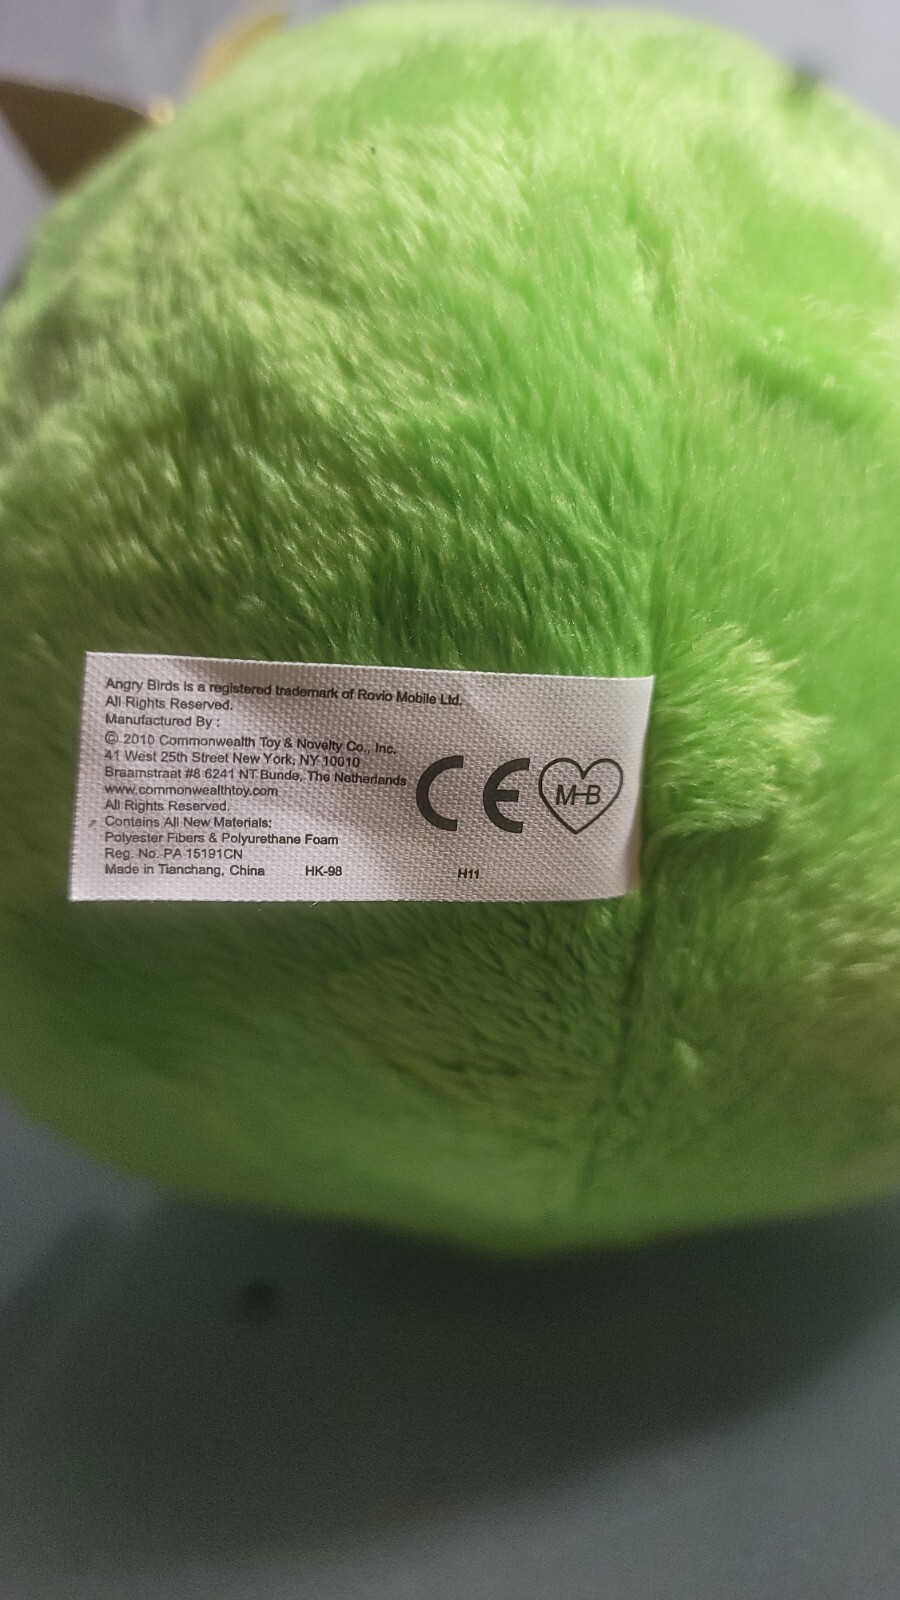 Angry Birds is a registered trademark of Rovio Mobile Ltd.
All Rights Reserved.
Manufactured By :
© 2010 Commonwealth Toy & Novelty Co., Inc.
41 West 25th Street New York, NY 10010
Braamstraat #8 6241 NT Bunde, The Netherlands
www.commonwealthtoy.com
All Rights Reserved.
Contains All New Materials:
Polyester Fibers & Polyurethane Foam
Reg. No. PA 15191CN
Made in Tianchang, China HK-98 H11
CE M-B